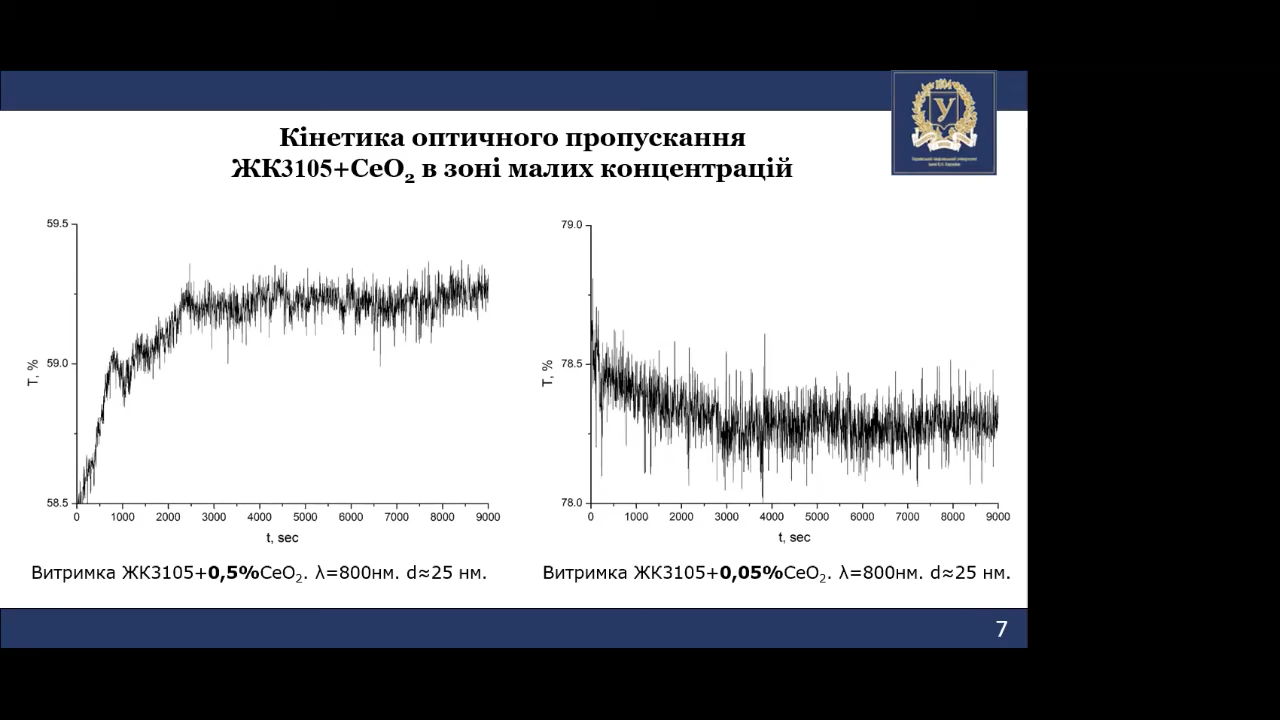 Кінетика оптичного пропускання
ЖК3105+CeO₂ в зоні малих концентрацій
У
59.5
59.0
58.5
T, %
0 1000 2000 3000 4000 5000 6000 7000 8000 9000
t, sec
79.0
78.5
78.0
T, %
0 1000 2000 3000 4000 5000 6000 7000 8000 9000
t, sec
Витримка ЖК3105+0,5%CeO₂. λ=800нм. d≈25 нм.
Витримка ЖК3105+0,05%CeO₂. λ=800нм. d≈25 нм.
7